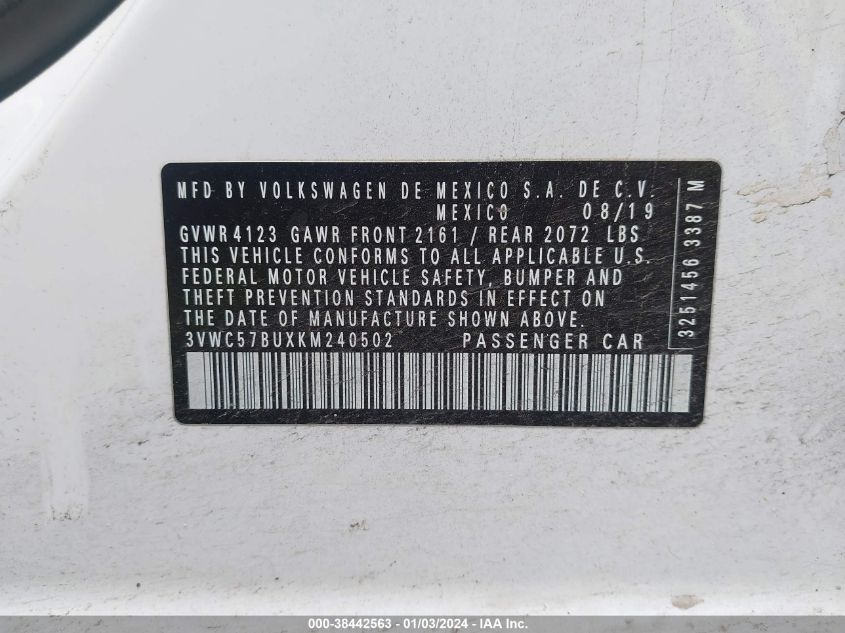 MFD BY VOLKSWAGEN DE MEXICO S.A. DE C.V.
MEXICO 08/19
GVWR 4123 GAWR FRONT 2161 / REAR 2072 LBS
THIS VEHICLE CONFORMS TO ALL APPLICABLE U.S.
FEDERAL MOTOR VEHICLE SAFETY, BUMPER AND
THEFT PREVENTION STANDARDS IN EFFECT ON
THE DATE OF MANUFACTURE SHOWN ABOVE.
3VWC57BUXKM240502 PASSENGER CAR
3251456 3387 M
000-38442563 - 01/03/2024 - IAA Inc.